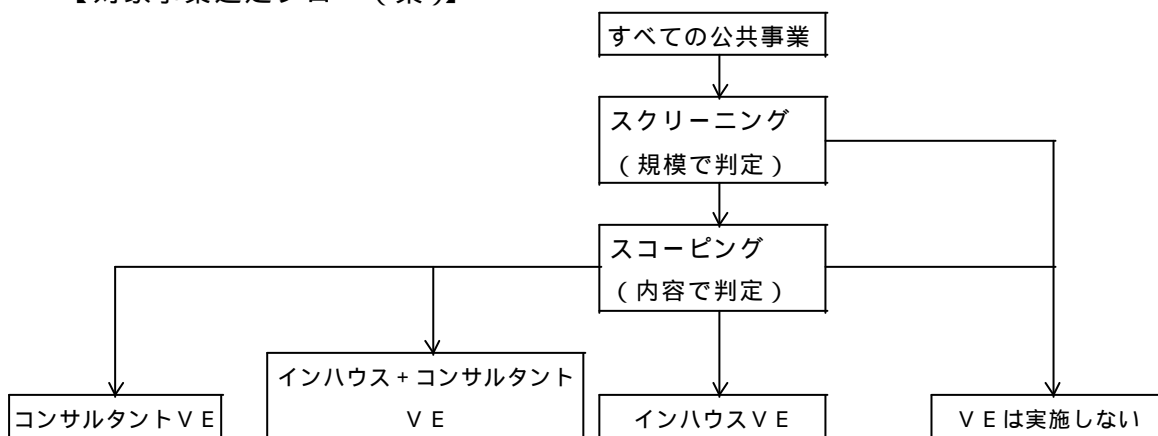 すべての公共事業
スクリーニング
（規模で判定）
スコーピング
（内容で判定）
コンサルタントＶＥ
インハウス＋コンサルタント
ＶＥ
インハウスＶＥ
ＶＥは実施しない